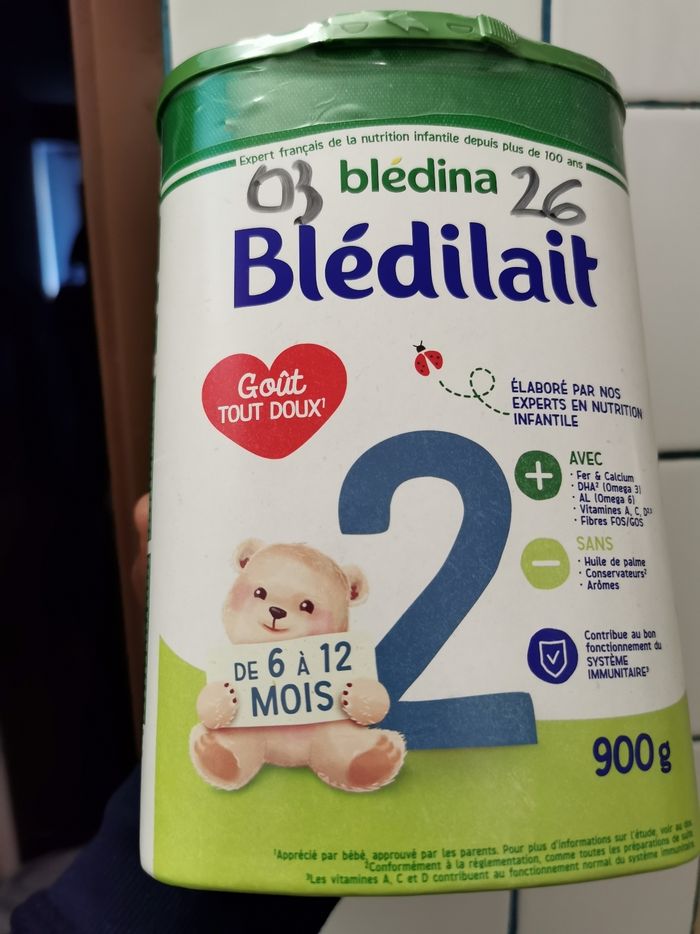 Expert français de la nutrition infantile depuis plus de 100 ans
03 blédina 26
Blédilait
Goût
TOUT DOUX¹
ÉLABORÉ PAR NOS
EXPERTS EN NUTRITION
INFANTILE
2
AVEC
· Fer & Calcium
· DHA² (Omega 3)
· AL (Omega 6)
· Vitamines A, C, D²,³
· Fibres FOS/GOS
SANS
· Huile de palme
· Conservateurs²
· Arômes
DE 6 À 12
MOIS
Contribue au bon
fonctionnement du
SYSTÈME
IMMUNITAIRE³
900g
¹Apprécié par bébé, approuvé par les parents. Pour plus d'informations sur l'étude, voir au dos.
²Conformément à la règlementation, comme toutes les préparations de suite
³Les vitamines A, C et D contribuent au fonctionnement normal du système immunitaire